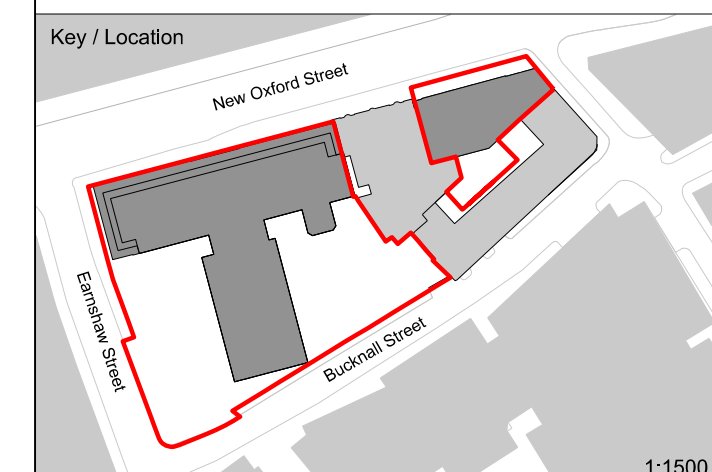 Key / Location
New Oxford Street
Earnshaw Street
Bucknall Street
1:1500